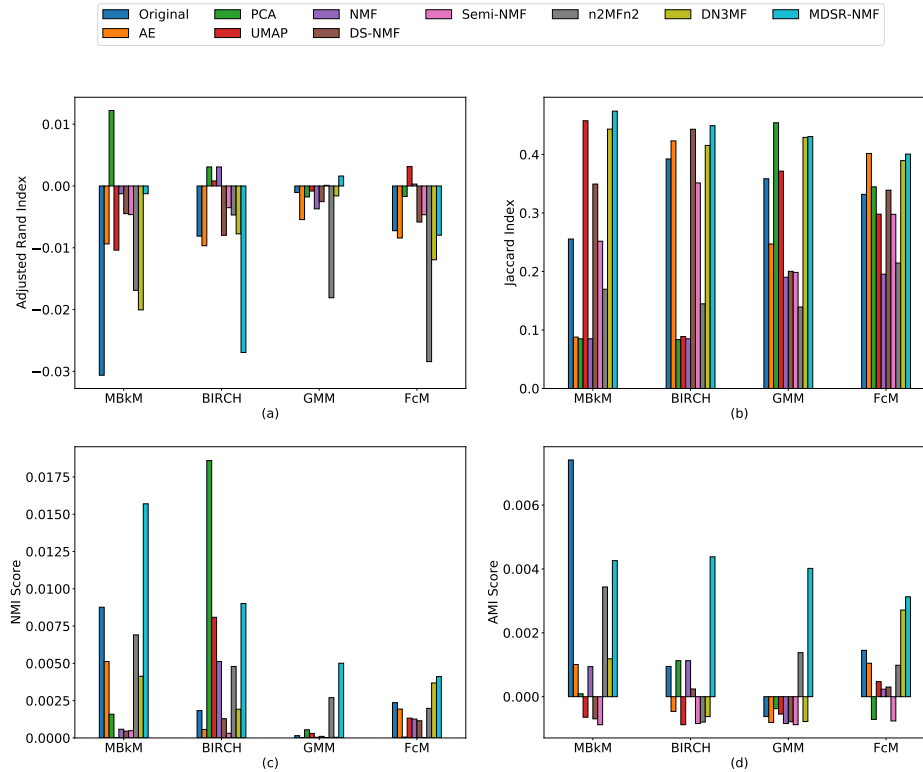 Original PCA NMF Semi-NMF n2MFn2 DN3MF MDSR-NMF
AE UMAP DS-NMF
0.01
0.00
−0.01
−0.02
−0.03
Adjusted Rand Index
MBkM BIRCH GMM FcM
(a)
0.4
0.3
0.2
0.1
0.0
Jaccard Index
MBkM BIRCH GMM FcM
(b)
0.0175
0.0150
0.0125
0.0100
0.0075
0.0050
0.0025
0.0000
NMI Score
MBkM BIRCH GMM FcM
(c)
0.006
0.004
0.002
0.000
AMI Score
MBkM BIRCH GMM FcM
(d)